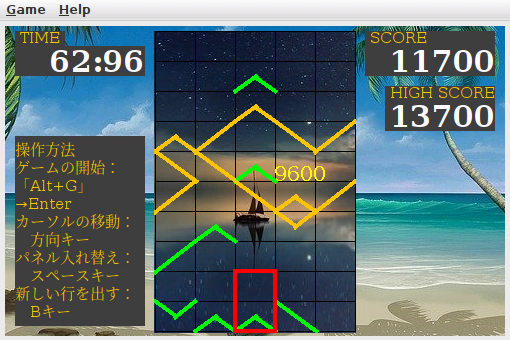 Game Help
TIME
62:96
SCORE
11700
HIGH SCORE
13700
9600
操作方法
ゲームの開始：
「Alt+G」
→Enter
カーソルの移動：
方向キー
パネル入れ替え：
スペースキー
新しい行を出す：
Bキー